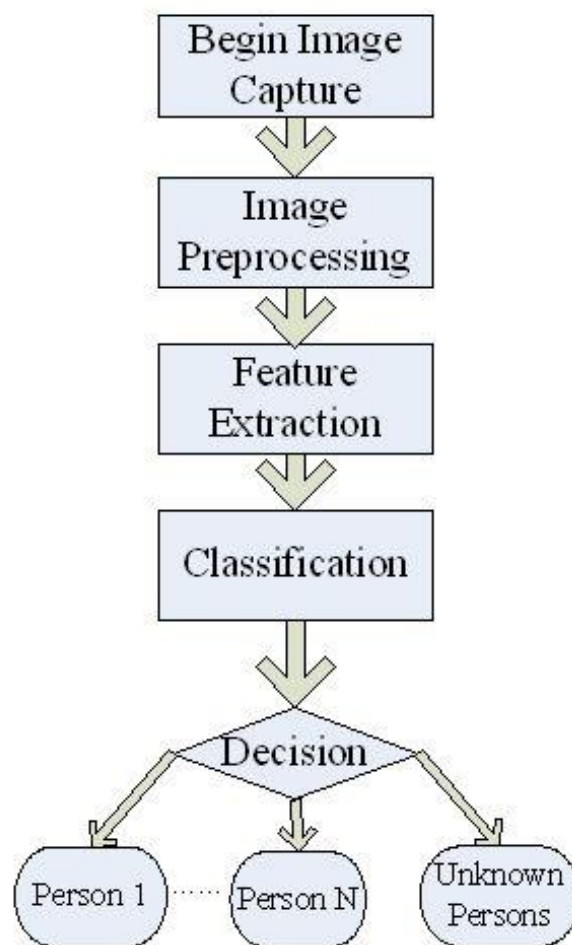 Begin Image
Capture
Image
Preprocessing
Feature
Extraction
Classification
Decision
Person 1
Person N
Unknown
Persons